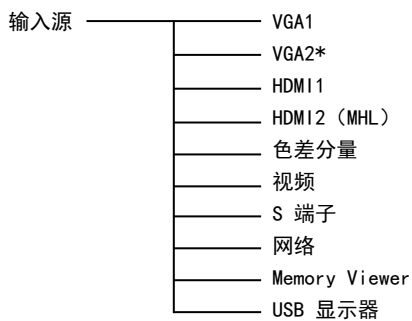 输入源
VGA1
VGA2*
HDMI1
HDMI2（MHL）
色差分量
视频
S 端子
网络
Memory Viewer
USB 显示器